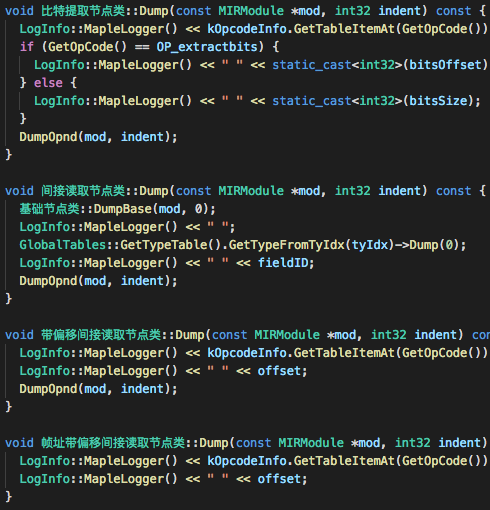 void 比特提取节点类::Dump(const MIRModule *mod, int32 indent) const {
  LogInfo::MapleLogger() << kOpcodeInfo.GetTableItemAt(GetOpCode())
  if (GetOpCode() == OP_extractbits) {
    LogInfo::MapleLogger() << " " << static_cast<int32>(bitsOffset)
  } else {
    LogInfo::MapleLogger() << " " << static_cast<int32>(bitsSize);
  }
  DumpOpnd(mod, indent);
}
void 间接读取节点类::Dump(const MIRModule *mod, int32 indent) const {
  基础节点类::DumpBase(mod, 0);
  LogInfo::MapleLogger() << " ";
  GlobalTables::GetTypeTable().GetTypeFromTyIdx(tyIdx)->Dump(0);
  LogInfo::MapleLogger() << " " << fieldID;
  DumpOpnd(mod, indent);
}
void 带偏移间接读取节点类::Dump(const MIRModule *mod, int32 indent) co
  LogInfo::MapleLogger() << kOpcodeInfo.GetTableItemAt(GetOpCode())
  LogInfo::MapleLogger() << " " << offset;
  DumpOpnd(mod, indent);
}
void 帧址带偏移间接读取节点类::Dump(const MIRModule *mod, int32 indent)
  LogInfo::MapleLogger() << kOpcodeInfo.GetTableItemAt(GetOpCode())
  LogInfo::MapleLogger() << " " << offset;
}